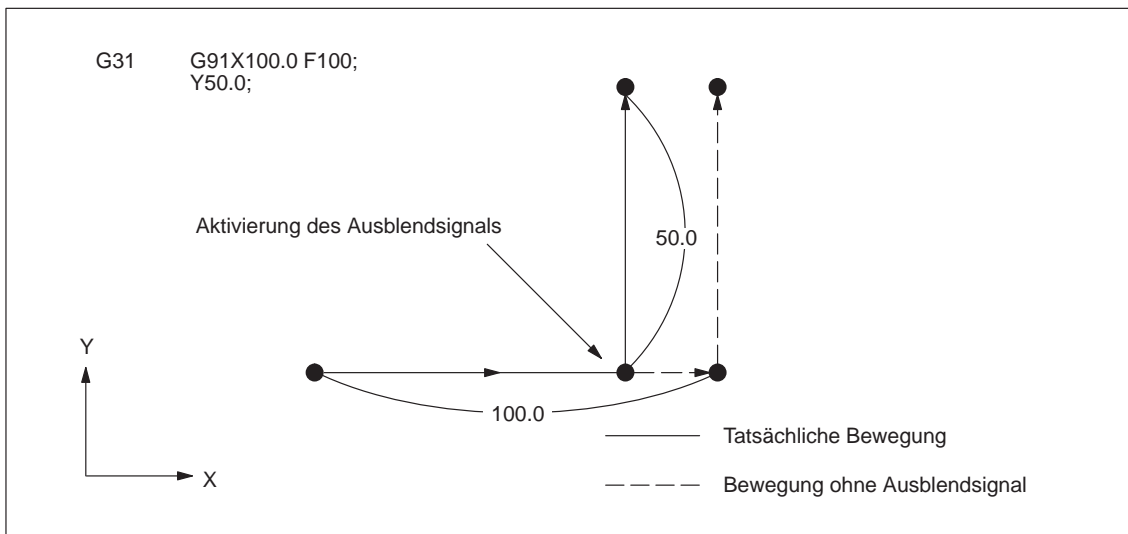 G31 G91X100.0 F100;
Y50.0;
Aktivierung des Ausblendsignals
50.0
Y
100.0
X
Tatsächliche Bewegung
Bewegung ohne Ausblendsignal